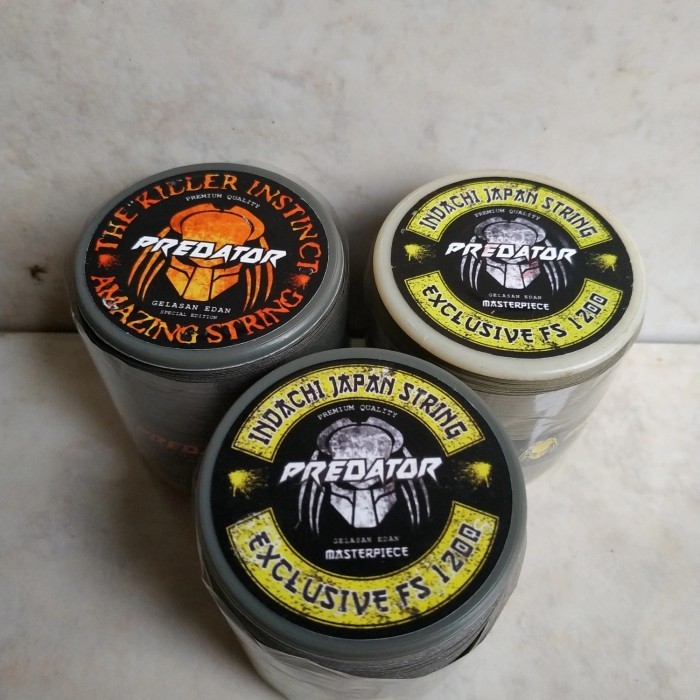 THE KILLER INSTINCT
PREMIUM QUALITY
PREDATOR
GELASAN EDAN
SPECIAL EDITION
AMAZING STRING
INDACHI JAPAN STRING
PREMIUM QUALITY
PREDATOR
GELASAN EDAN
MASTERPIECE
EXCLUSIVE FS 1200
INDACHI JAPAN STRING
PREMIUM QUALITY
PREDATOR
GELASAN EDAN
MASTERPIECE
EXCLUSIVE FS 1200